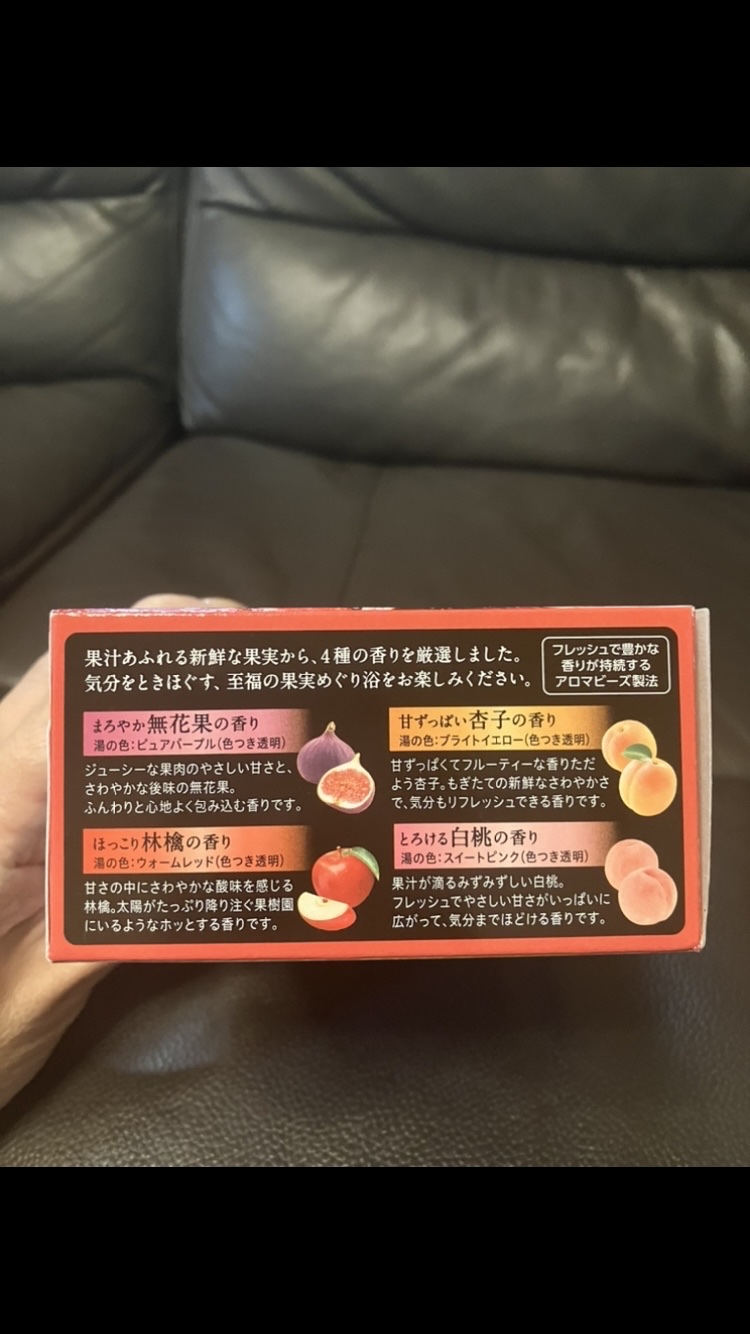 果汁あふれる新鮮な果実から、4種の香りを厳選しました。
気分をときほぐす、至福の果実めぐり浴をお楽しみください。
フレッシュで豊かな
香りが持続する
アロマビーズ製法
まろやか無花果の香り
湯の色:ピュアパープル(色つき透明)
ジューシーな果肉のやさしい甘さと、
さわやかな後味の無花果。
ふんわりと心地よく包み込む香りです。
甘ずっぱい杏子の香り
湯の色:ブライトイエロー(色つき透明)
甘ずっぱくてフルーティーな香りただ
よう杏子。もぎたての新鮮なさわやかさ
で、気分もリフレッシュできる香りです。
ほっこり林檎の香り
湯の色:ウォームレッド(色つき透明)
甘さの中にさわやかな酸味を感じる
林檎。太陽がたっぷり降り注ぐ果樹園
にいるようなホッとする香りです。
とろける白桃の香り
湯の色:スイートピンク(色つき透明)
果汁が滴るみずみずしい白桃。
フレッシュでやさしい甘さがいっぱいに
広がって、気分までほどける香りです。